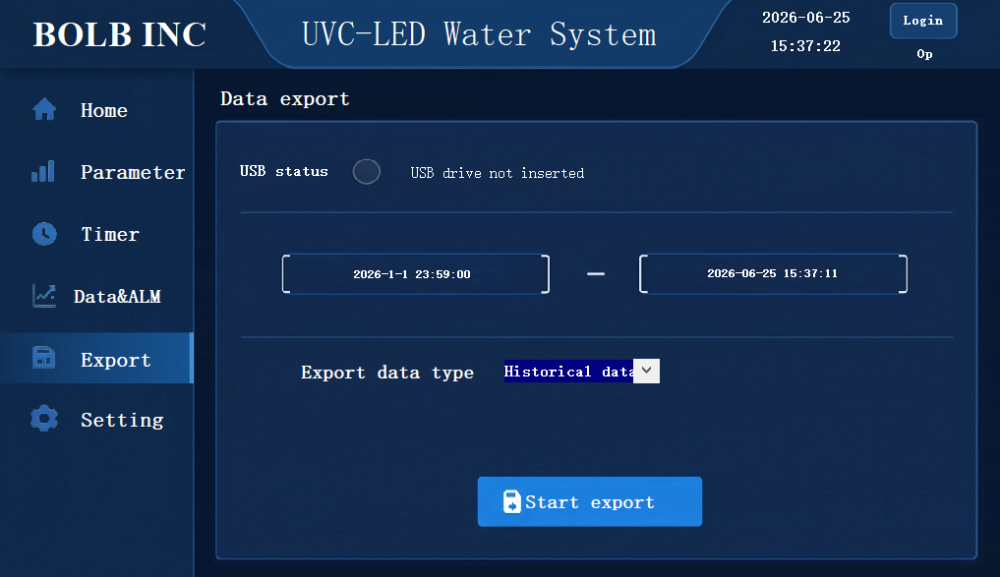 BOLB INC
UVC-LED Water System
2026-06-25
15:37:22
Login
Op
Home
Parameter
Timer
Data&ALM
Export
Setting
Data export
USB status
USB drive not inserted
2026-1-1 23:59:00
—
2026-06-25 15:37:11
Export data type
Historical data
Start export